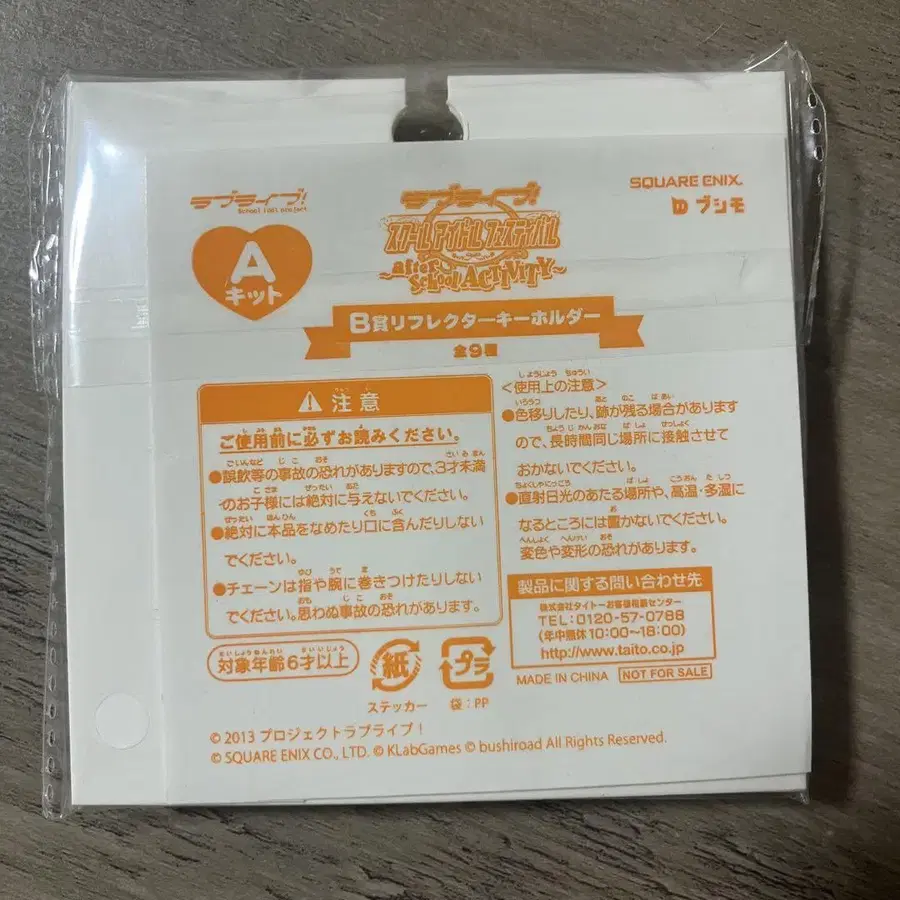 ラブライブ!
School idol project
Aキット
ラブライブ!
スクールアイドルフェスティバル
~after school ACTIVITY~
SQUARE ENIX.
ブシモ
B賞リフレクターキーホルダー
全9種
注意
ご使用前に必ずお読みください。
●誤飲等の事故の恐れがありますので、3才未満
のお子様には絶対に与えないでください。
●絶対に本品をなめたり口に含んだりしない
でください。
●チェーンは指や腕に巻きつけたりしない
でください。思わぬ事故の恐れがあります。
対象年齢6才以上
<使用上の注意>
●色移りしたり、跡が残る場合があります
ので、長時間同じ場所に接触させて
おかないでください。
●直射日光のあたる場所や、高温・多湿に
なるところには置かないでください。
変色や変形の恐れがあります。
製品に関する問い合わせ先
株式会社タイトーお客様相談センター
TEL:0120-57-0788
(年中無休10:00~18:00)
http://www.taito.co.jp
紙
ステッカー
プラ
袋:PP
MADE IN CHINA
NOT FOR SALE
© 2013 プロジェクトラブライブ!
© SQUARE ENIX CO., LTD. © KLabGames © bushiroad All Rights Reserved.